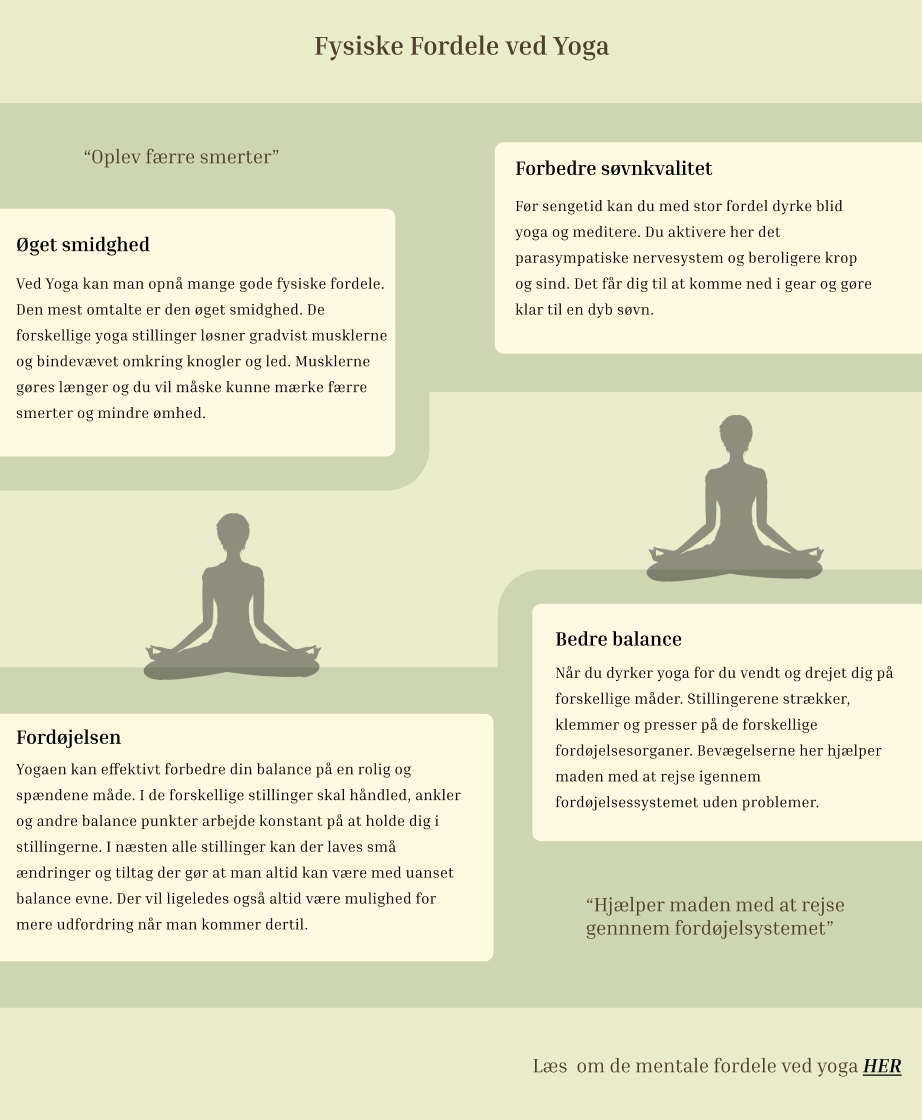 Fysiske Fordele ved Yoga
“Oplev færre smerter”
Øget smidghed
Ved Yoga kan man opnå mange gode fysiske fordele.
Den mest omtalte er den øget smidghed. De
forskellige yoga stillinger løsner gradvist musklerne
og bindevævet omkring knogler og led. Musklerne
gøres længer og du vil måske kunne mærke færre
smerter og mindre ømhed.
Forbedre søvnkvalitet
Før sengetid kan du med stor fordel dyrke blid
yoga og meditere. Du aktivere her det
parasympatiske nervesystem og beroligere krop
og sind. Det får dig til at komme ned i gear og gøre
klar til en dyb søvn.
Fordøjelsen
Yogaen kan effektivt forbedre din balance på en rolig og
spændene måde. I de forskellige stillinger skal håndled, ankler
og andre balance punkter arbejde konstant på at holde dig i
stillingerne. I næsten alle stillinger kan der laves små
ændringer og tiltag der gør at man altid kan være med uanset
balance evne. Der vil ligeledes også altid være mulighed for
mere udfordring når man kommer dertil.
Bedre balance
Når du dyrker yoga for du vendt og drejet dig på
forskellige måder. Stillingerene strækker,
klemmer og presser på de forskellige
fordøjelsesorganer. Bevægelserne her hjælper
maden med at rejse igennem
fordøjelsessystemet uden problemer.
“Hjælper maden med at rejse
gennnem fordøjelsystemet”
Læs om de mentale fordele ved yoga HER